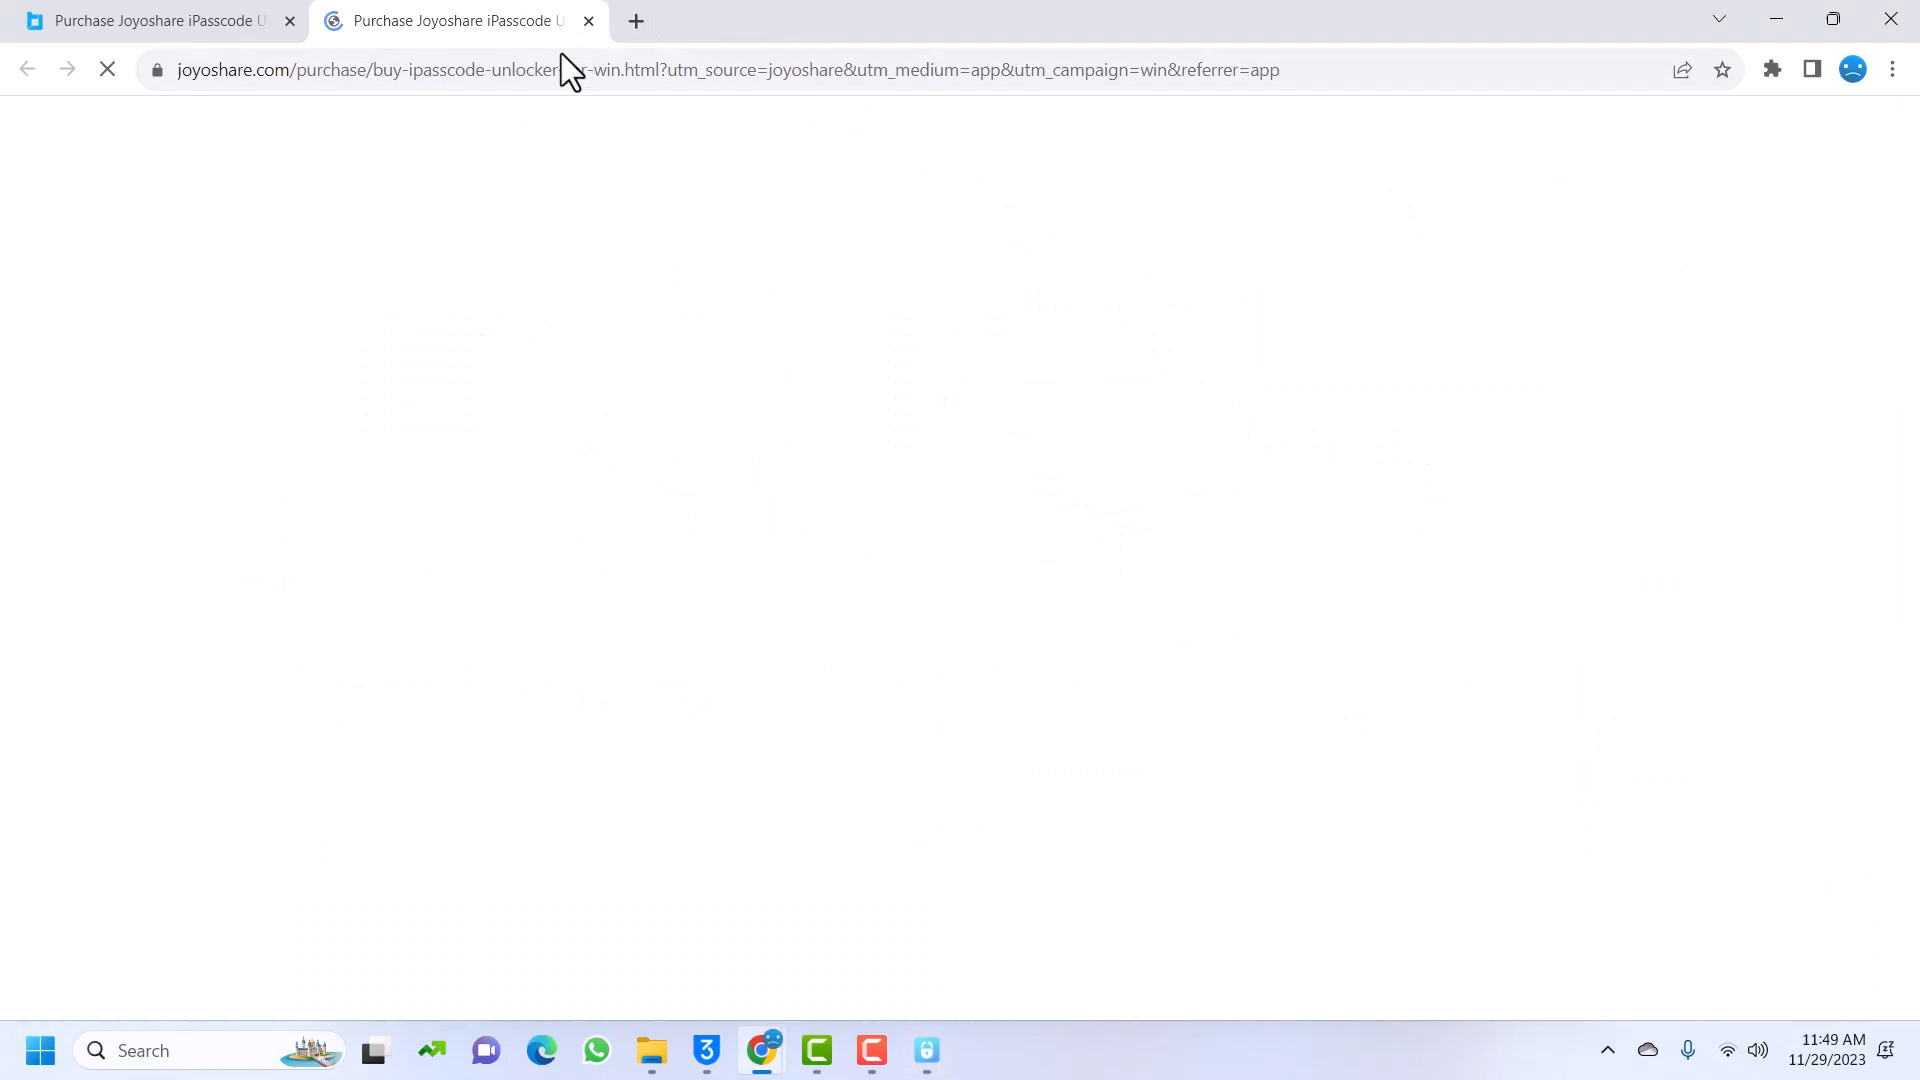 Purchase Joyoshare iPasscode U
Purchase Joyoshare iPasscode U
joyoshare.com/purchase/buy-ipasscode-unlocker r-win.html?utm_source=joyoshare&utm_medium=app&utm_campaign=win&referrer=app
Search
3
11:49 AM
11/29/2023